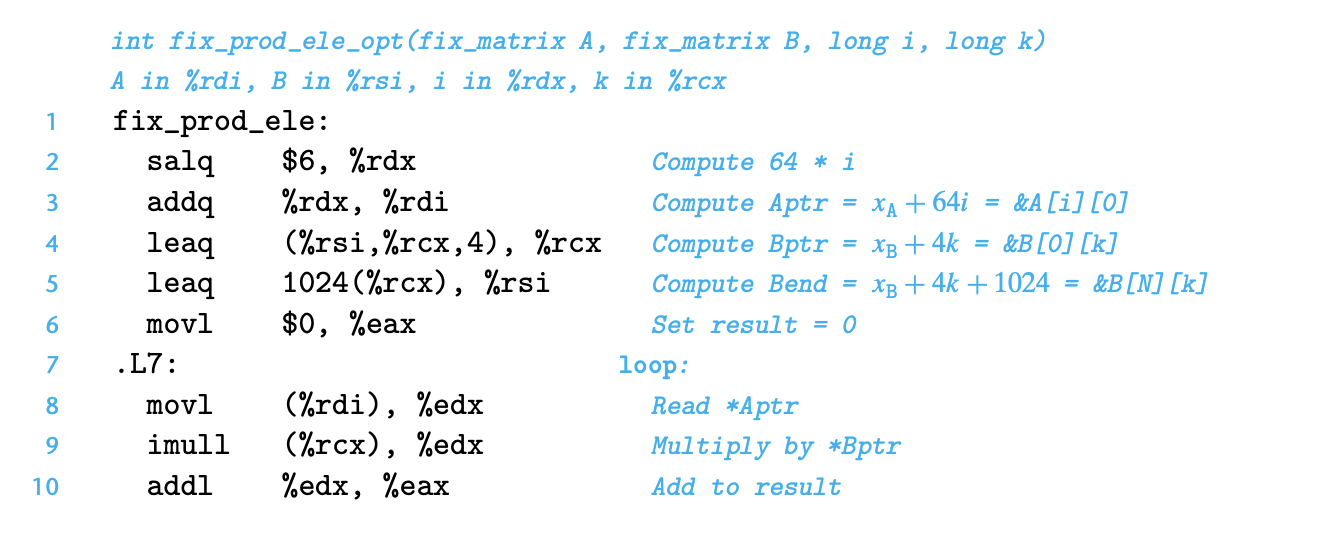 int fix_prod_ele_opt(fix_matrix A, fix_matrix B, long i, long k)
A in %rdi, B in %rsi, i in %rdx, k in %rcx
1 fix_prod_ele:
2 salq $6, %rdx Compute 64 * i
3 addq %rdx, %rdi Compute Aptr = x_A + 64i = &A[i][0]
4 leaq (%rsi,%rcx,4), %rcx Compute Bptr = x_B + 4k = &B[0][k]
5 leaq 1024(%rcx), %rsi Compute Bend = x_B + 4k + 1024 = &B[N][k]
6 movl $0, %eax Set result = 0
7 .L7: loop:
8 movl (%rdi), %edx Read *Aptr
9 imull (%rcx), %edx Multiply by *Bptr
10 addl %edx, %eax Add to result